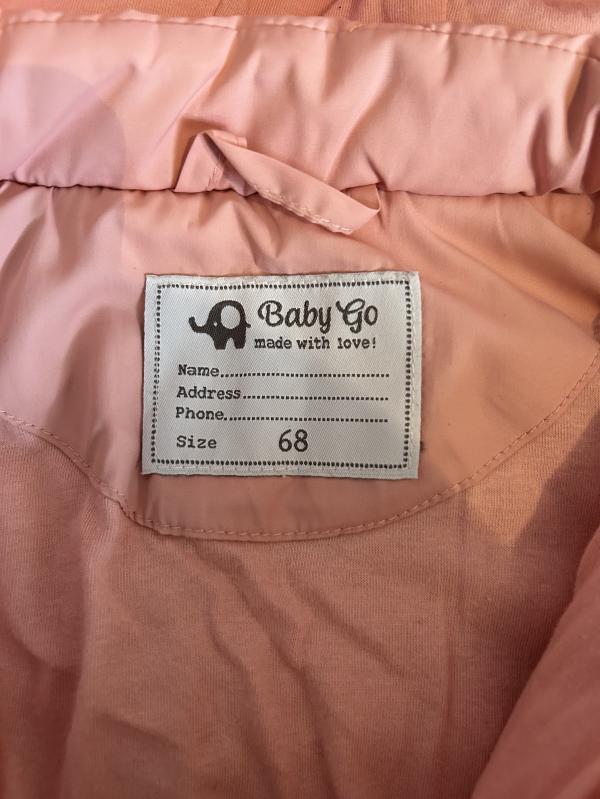 Baby Go
made with love!
Name........................................
Address..................................
Phone.....................................
Size 68